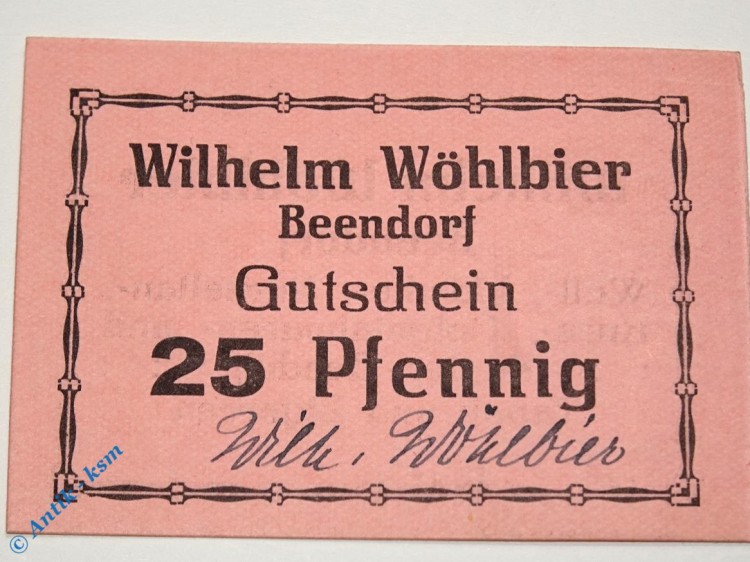 Wilhelm Wöhlbier
Beendorf
Gutschein
25 Pfennig
Wilh. Wöhlbier
© Antik-ksm